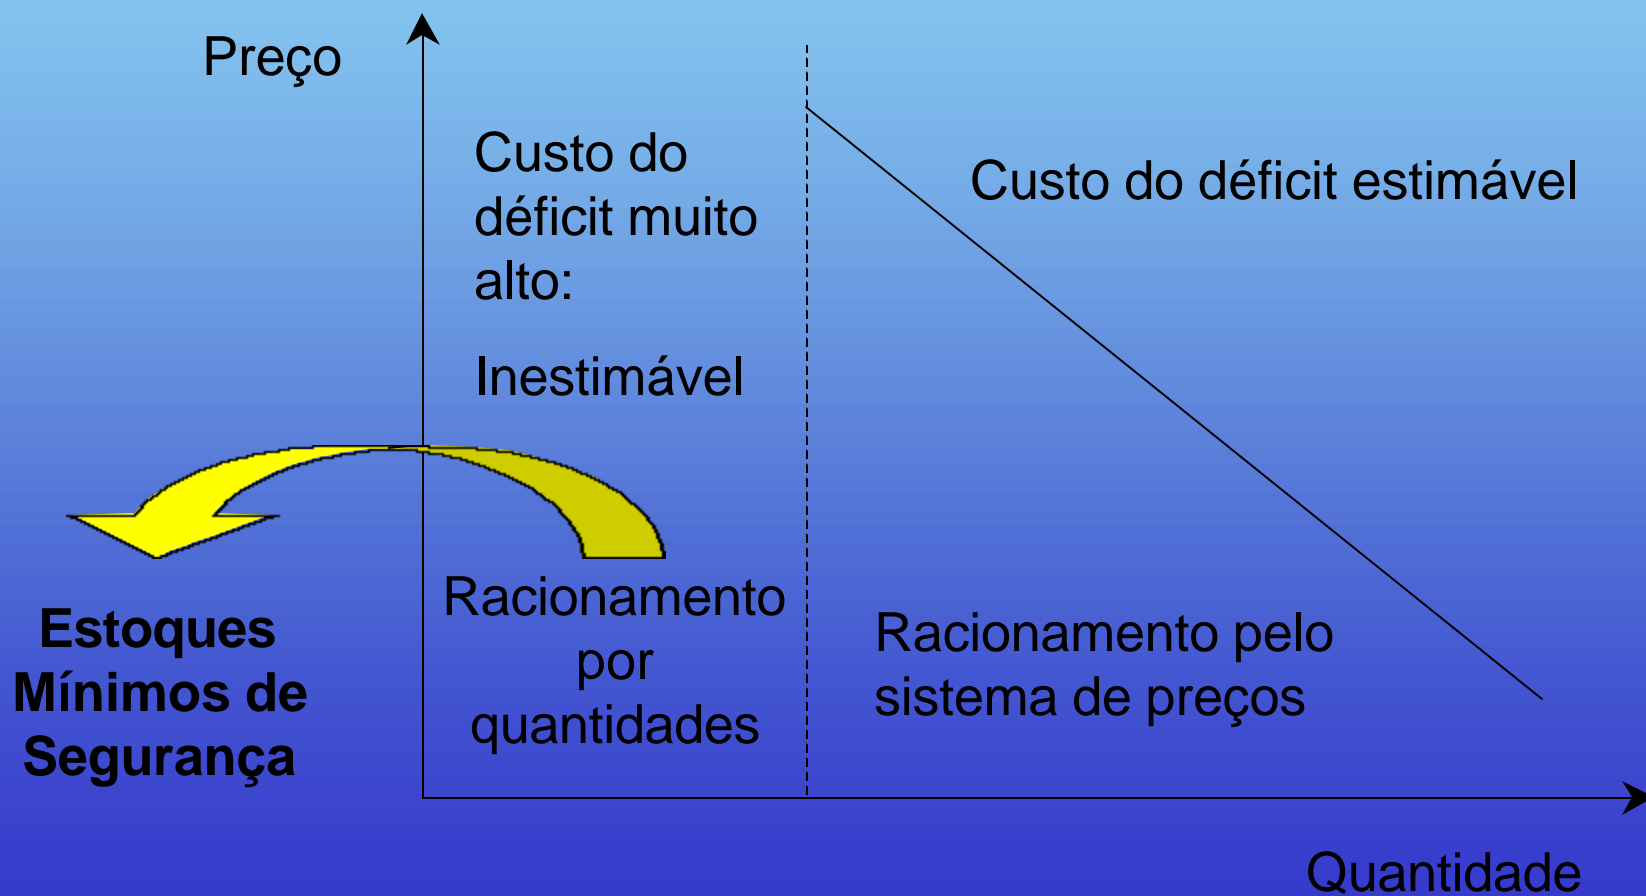 Preço
Custo do
déficit muito
alto:
Inestimável
Custo do déficit estimável
Estoques
Mínimos de
Segurança
Racionamento
por
quantidades
Racionamento pelo
sistema de preços
Quantidade